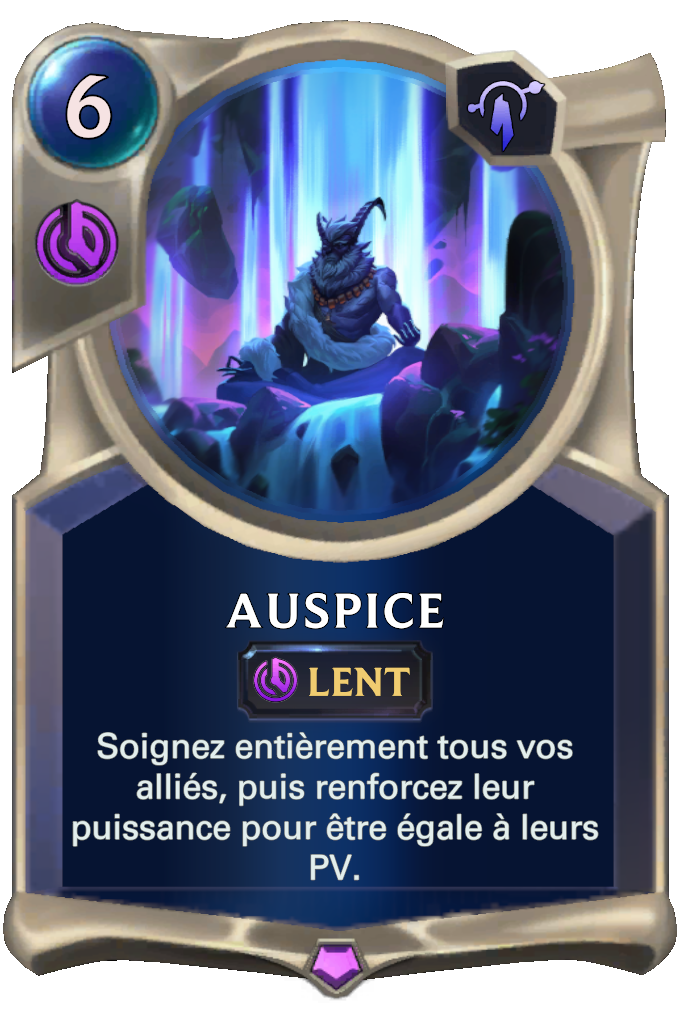 6
AUSPICE
LENT
Soignez entièrement tous vos
alliés, puis renforcez leur
puissance pour être égale à leurs
PV.